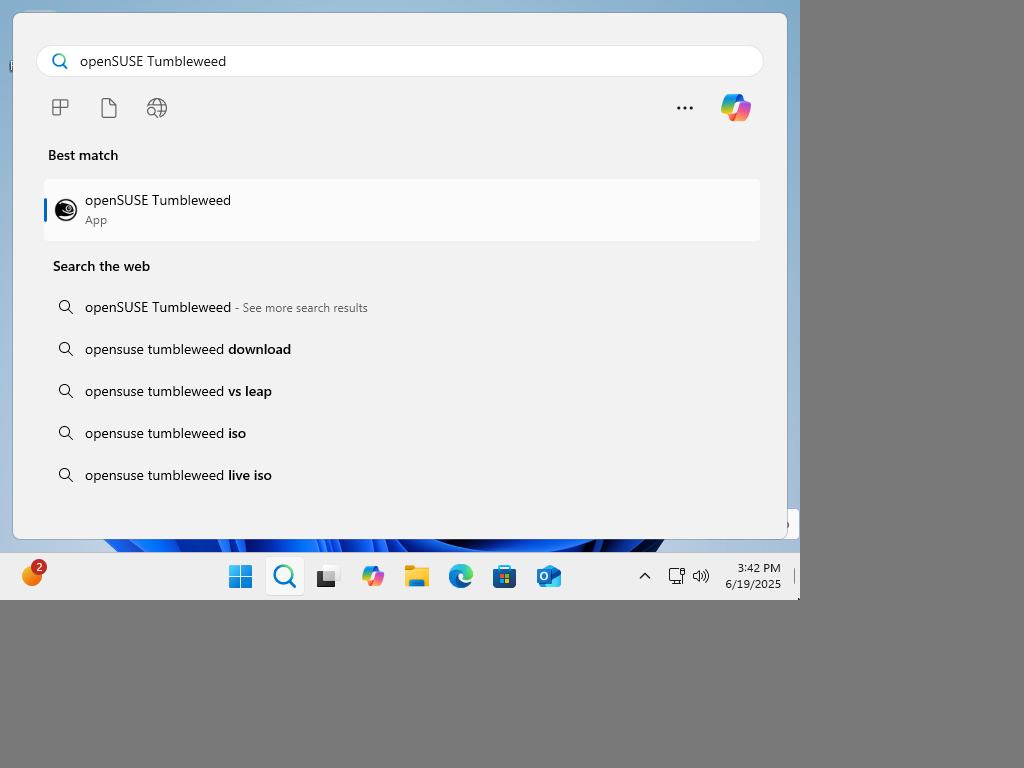 openSUSE Tumbleweed
Best match
openSUSE Tumbleweed
App
Search the web
openSUSE Tumbleweed - See more search results
opensuse tumbleweed download
opensuse tumbleweed vs leap
opensuse tumbleweed iso
opensuse tumbleweed live iso
2
3:42 PM
6/19/2025